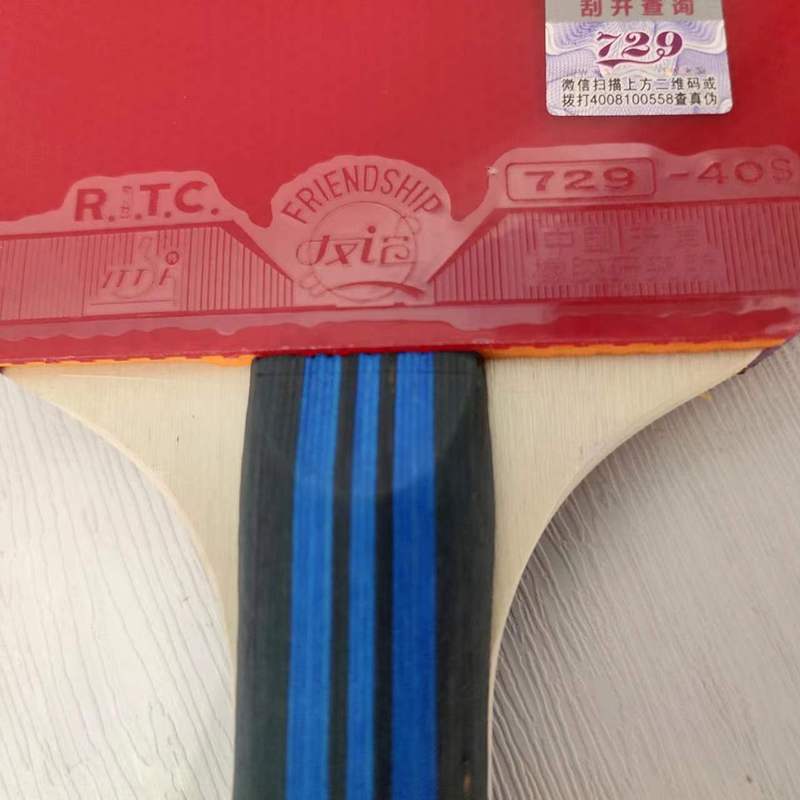 刮开查询
729
微信扫描上方二维码或
拨打4008100558查真伪
R.I.T.C.
FRIENDSHIP
729-40S
友谊
ITTF